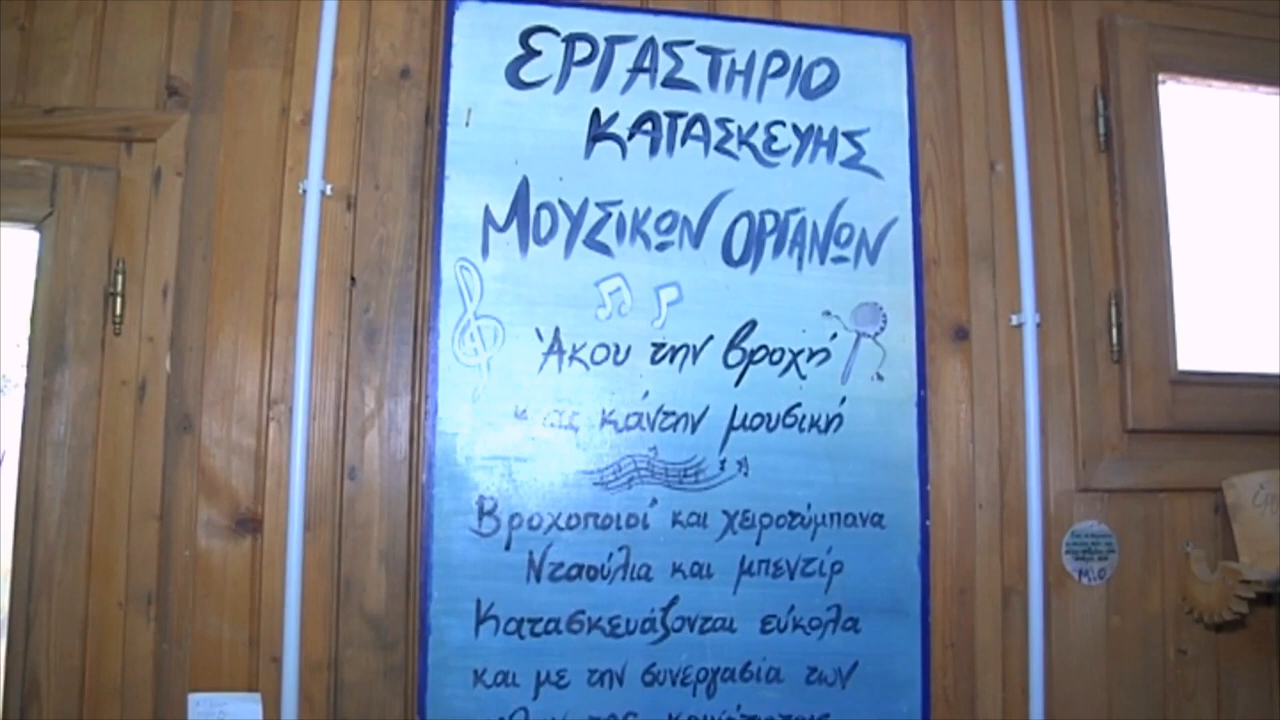 ΕΡΓΑΣΤΗΡΙΟ
ΚΑΤΑΣΚΕΥΗΣ
ΜΟΥΣΙΚΩΝ ΟΡΓΑΝΩΝ
Άκου την βροχή
κάντην μουσική
Βροχοποιοί και χειροτύμπανα
Νταούλια και μπεντίρ
Κατασκευάζονται εύκολα
και με την συνεργασία των
ΜΙΟ